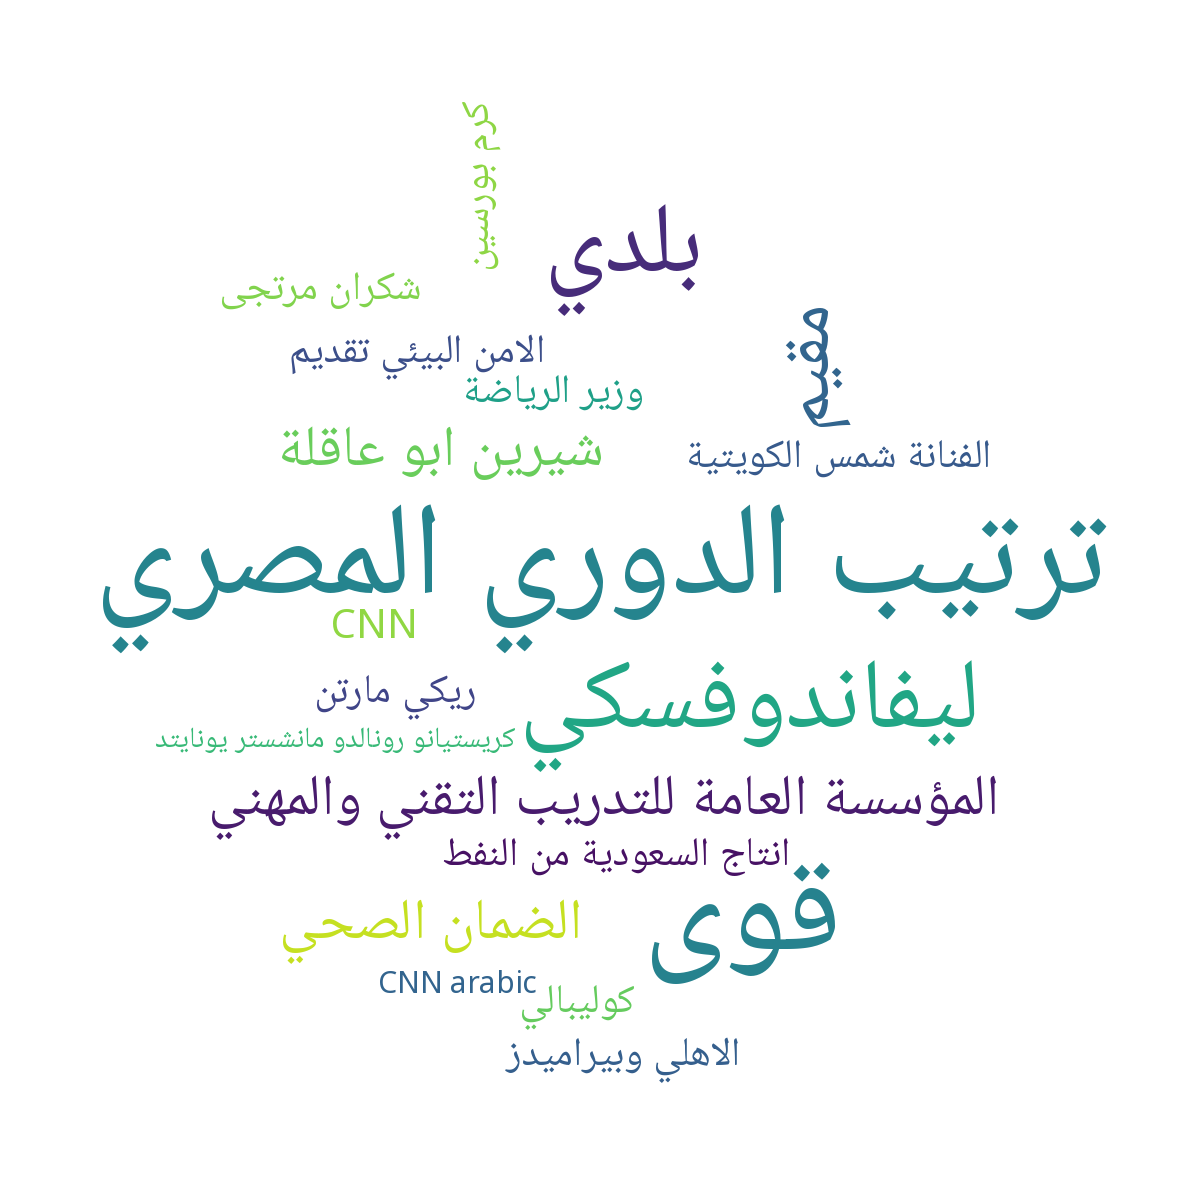 كرم بورسين
بلدي
شكران مرتجى
مقيم
الامن البيئي تقديم
وزير الرياضة
شيرين ابو عاقلة
الفنانة شمس الكويتية
ترتيب الدوري المصري
CNN
ليفاندوفسكي
ريكي مارتن
كريستيانو رونالدو مانشستر يونايتد
المؤسسة العامة للتدريب التقني والمهني
انتاج السعودية من النفط
قوى
الضمان الصحي
CNN arabic
كوليبالي
الاهلي وبيراميدز